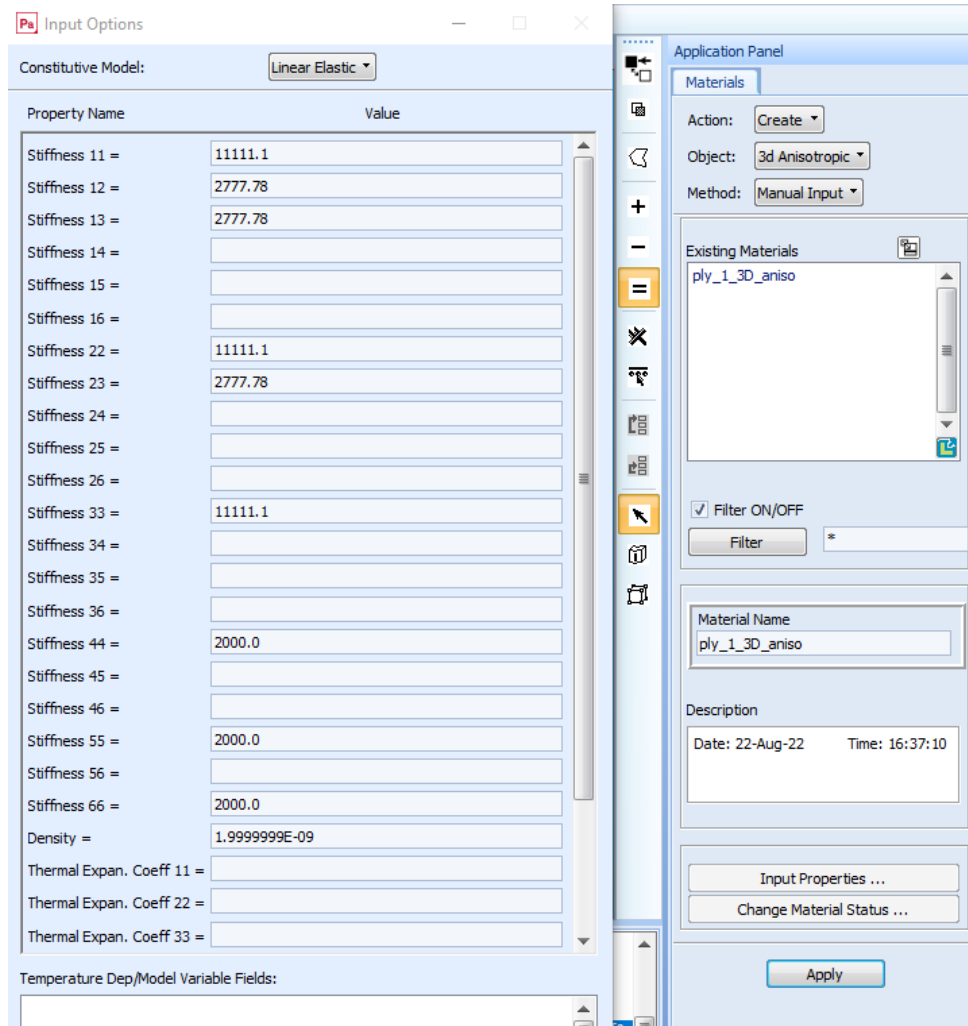 Pa Input Options
Constitutive Model: Linear Elastic
Property Name Value
Stiffness 11 = 11111.1
Stiffness 12 = 2777.78
Stiffness 13 = 2777.78
Stiffness 14 =
Stiffness 15 =
Stiffness 16 =
Stiffness 22 = 11111.1
Stiffness 23 = 2777.78
Stiffness 24 =
Stiffness 25 =
Stiffness 26 =
Stiffness 33 = 11111.1
Stiffness 34 =
Stiffness 35 =
Stiffness 36 =
Stiffness 44 = 2000.0
Stiffness 45 =
Stiffness 46 =
Stiffness 55 = 2000.0
Stiffness 56 =
Stiffness 66 = 2000.0
Density = 1.9999999E-09
Thermal Expan. Coeff 11 =
Thermal Expan. Coeff 22 =
Thermal Expan. Coeff 33 =
Temperature Dep/Model Variable Fields:
Application Panel
Materials
Action: Create
Object: 3d Anisotropic
Method: Manual Input
Existing Materials
ply_1_3D_aniso
Filter ON/OFF
Filter *
Material Name
ply_1_3D_aniso
Description
Date: 22-Aug-22 Time: 16:37:10
Input Properties ...
Change Material Status ...
Apply